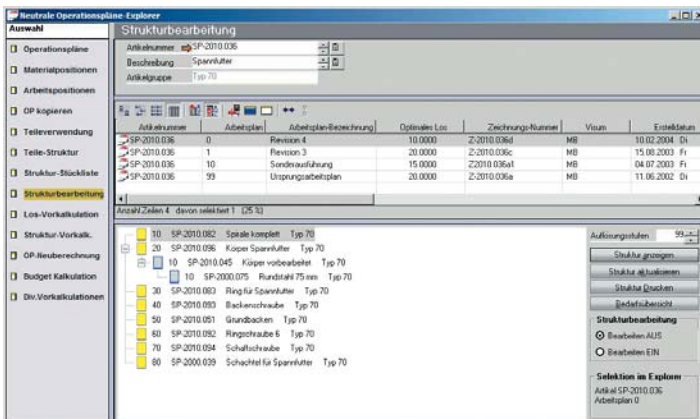 Neutrale Operationspläne-Explorer
Auswahl
Operationspläne
Materialpositionen
Arbeitspositionen
OP kopieren
Teileverwendung
Teile-Struktur
Struktur-Stückliste
Strukturbearbeitung
Los-Vorkalkulation
Struktur-Vorkalk.
OP-Neuberechnung
Budget Kalkulation
Div.Vorkalkulationen
Strukturbearbeitung
Artikelnummer SP-2010.036
Beschreibung Spannfutter
Artikelgruppe Typ 70
Artikelnummer Arbeitsplan Arbeitsplan-Bezeichnung Optimales Los Zeichnungs-Nummer Visum Erstelldatum
SP-2010.036 0 Revision 4 10.0000 Z-2010.036d MB 10.02.2004 Di
SP-2010.036 1 Revision 3 20.0000 Z-2010.036c MB 15.08.2003 Fr
SP-2010.036 10 Sonderausführung 15.0000 Z2010.036a1 MB 04.07.2003 Fr
SP-2010.036 99 Ursprungsarbeitsplan 20.0000 Z-2010.036a MB 11.06.2002 Di
Anzahl Zeilen 4 davon selektiert 1 (25 %)
10 SP-2010.082 Spirale komplett Typ 70
20 SP-2010.096 Körper Spannfutter Typ 70
10 SP-2010.045 Körper vorbearbeitet Typ 70
10 SP-2000.075 Rundstahl 75 mm Typ 70
30 SP-2010.083 Ring für Spannfutter Typ 70
40 SP-2010.093 Backenschraube Typ 70
50 SP-2010.051 Grundbacken Typ 70
60 SP-2010.092 Ringschraube 6 Typ 70
70 SP-2010.094 Schaftschraube Typ 70
80 SP-2000.039 Schachtel für Spannfutter Typ 70
Auflösungsstufen 99
Struktur anzeigen
Struktur aktualisieren
Struktur Drucken
Bedarfsübersicht
Strukturbearbeitung
Bearbeiten AUS
Bearbeiten EIN
Selektion im Explorer
Artikel SP-2010.036
Arbeitsplan 0